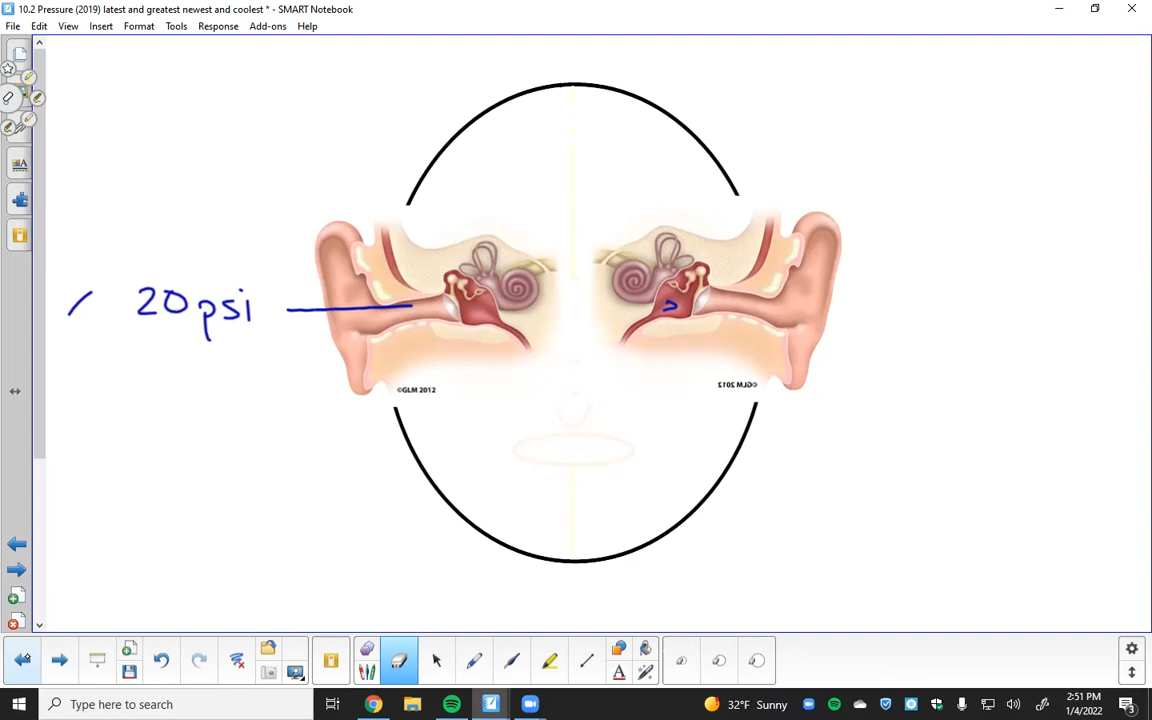 10.2 Pressure (2019) latest and greatest newest and coolest * - SMART Notebook
File Edit View Insert Format Tools Response Add-ons Help
20psi
©GLM 2012
©GLM 2012
Type here to search
32°F Sunny
2:51 PM
1/4/2022
3